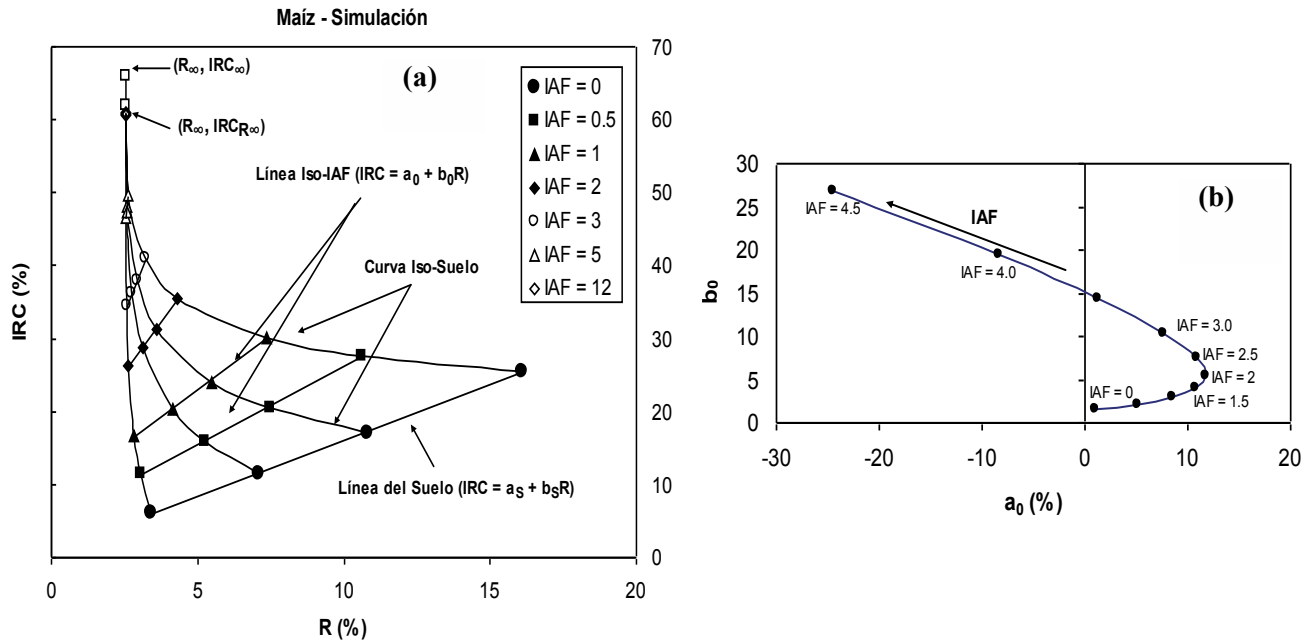 Maíz - Simulación
(a)
(R∞, IRC∞)
(R∞, IRCR∞)
Línea Iso-IAF (IRC = a0 + b0R)
Curva Iso-Suelo
Línea del Suelo (IRC = aS + bSR)
IAF = 0
IAF = 0.5
IAF = 1
IAF = 2
IAF = 3
IAF = 5
IAF = 12
70
60
50
40
30
20
10
0
IRC (%)
0 5 10 15 20
R (%)
(b)
30
25
20
15
10
5
0
b0
IAF = 4.5
IAF
IAF = 4.0
IAF = 3.0
IAF = 2.5
IAF = 2
IAF = 1.5
IAF = 0
-30 -20 -10 0 10 20
a0 (%)